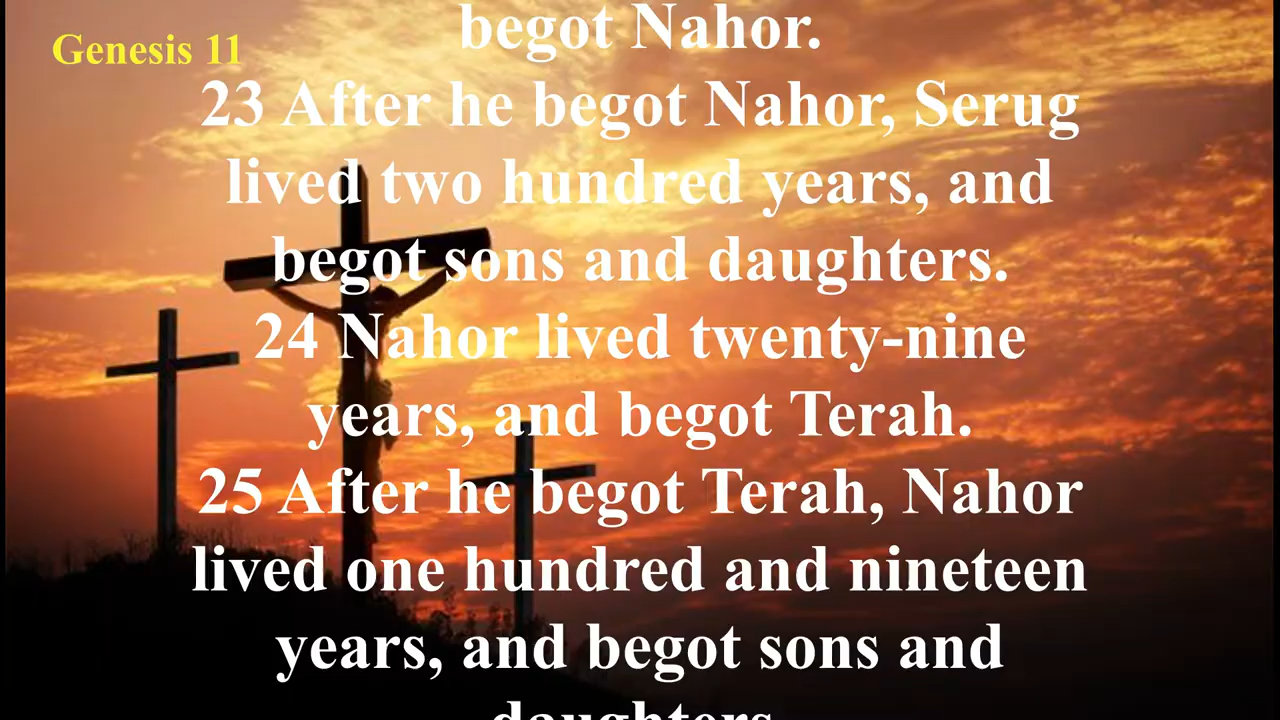 Genesis 11
begot Nahor.
23 After he begot Nahor, Serug
lived two hundred years, and
begot sons and daughters.
24 Nahor lived twenty-nine
years, and begot Terah.
25 After he begot Terah, Nahor
lived one hundred and nineteen
years, and begot sons and
daughters.